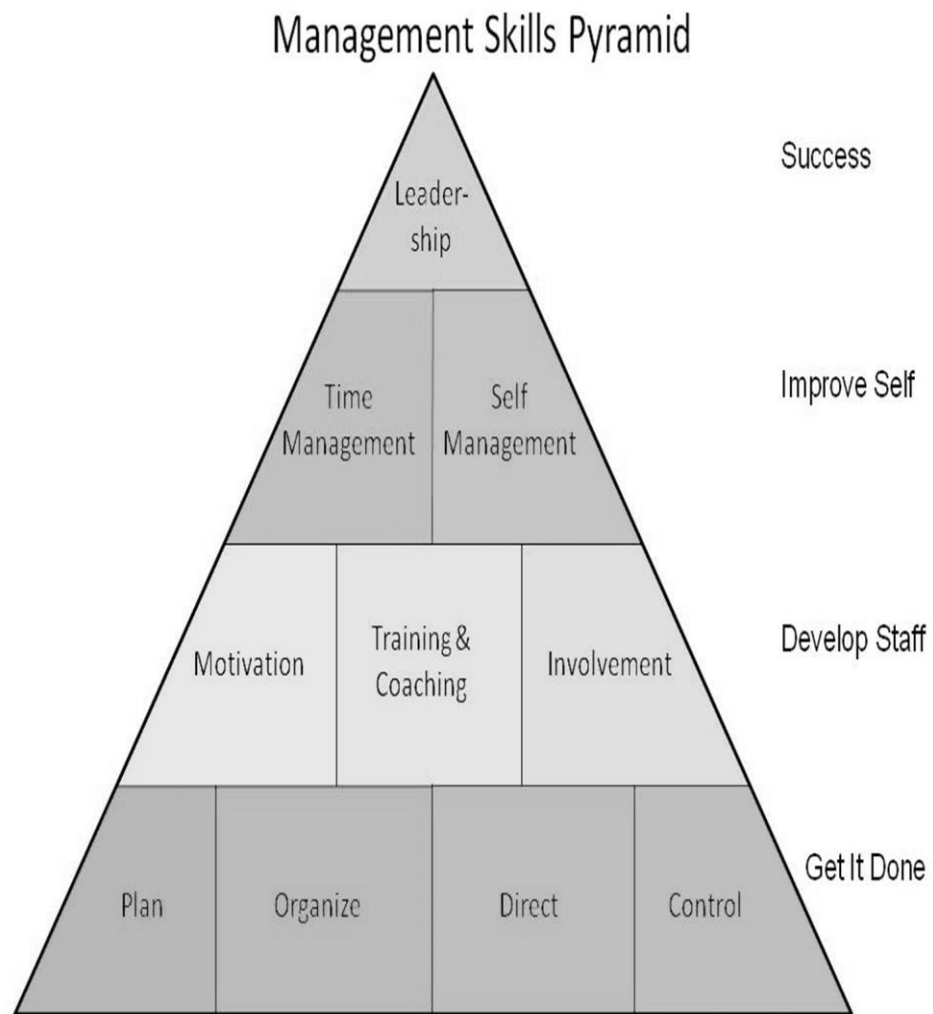 Management Skills Pyramid
Success
Leader-
ship
Improve Self
Time
Management
Self
Management
Develop Staff
Motivation
Training &
Coaching
Involvement
Get It Done
Plan
Organize
Direct
Control